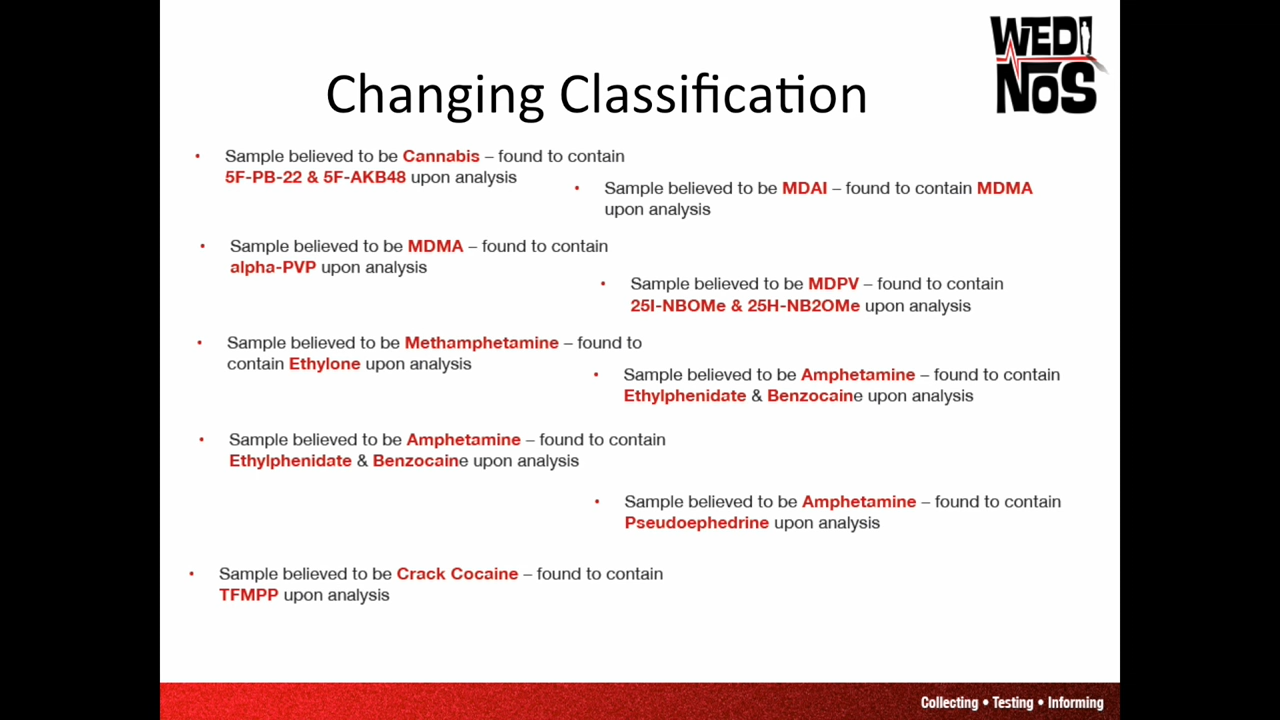 WEDI
NOS
Changing Classification
• Sample believed to be Cannabis – found to contain
5F-PB-22 & 5F-AKB48 upon analysis
• Sample believed to be MDAI – found to contain MDMA
upon analysis
• Sample believed to be MDMA – found to contain
alpha-PVP upon analysis
• Sample believed to be MDPV – found to contain
25I-NBOMe & 25H-NB2OMe upon analysis
• Sample believed to be Methamphetamine – found to
contain Ethylone upon analysis
• Sample believed to be Amphetamine – found to contain
Ethylphenidate & Benzocaine upon analysis
• Sample believed to be Amphetamine – found to contain
Ethylphenidate & Benzocaine upon analysis
• Sample believed to be Amphetamine – found to contain
Pseudoephedrine upon analysis
• Sample believed to be Crack Cocaine – found to contain
TFMPP upon analysis
Collecting • Testing • Informing